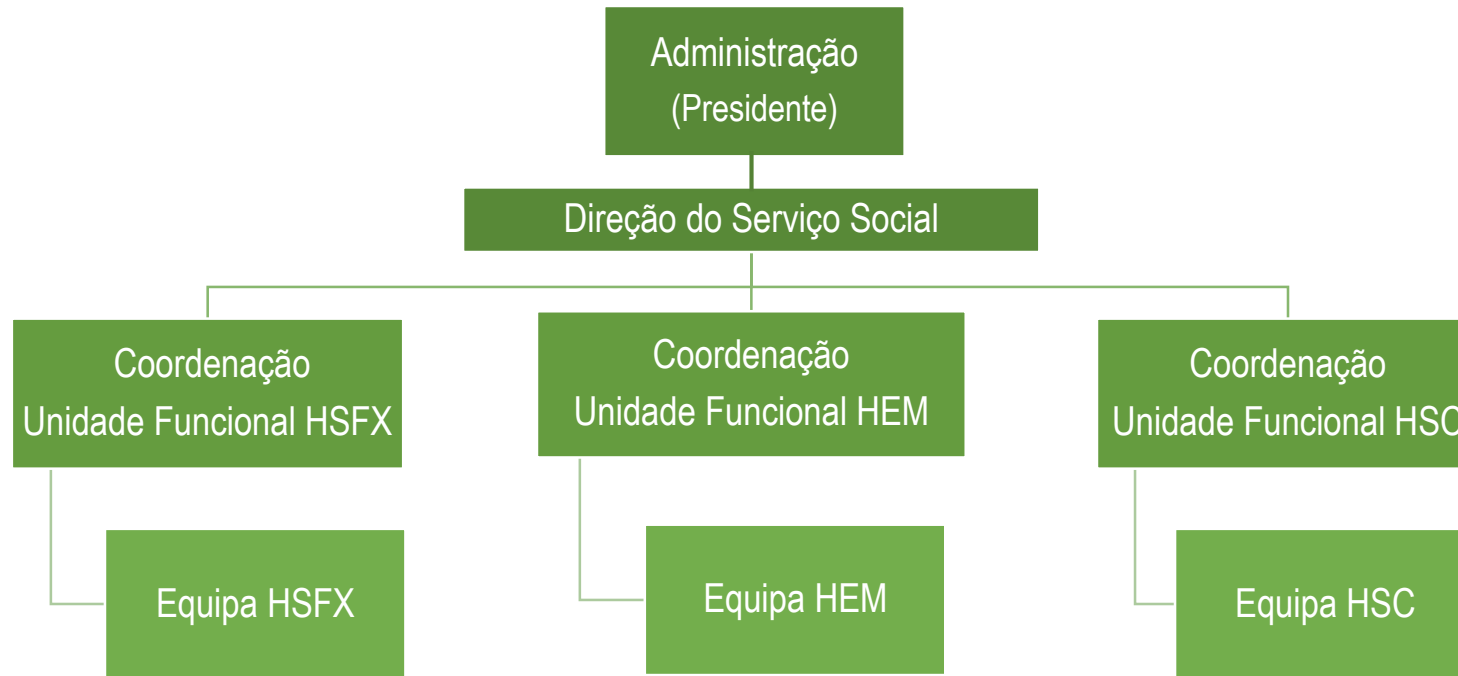 Administração
(Presidente)
Direção do Serviço Social
Coordenação
Unidade Funcional HSFX
Coordenação
Unidade Funcional HEM
Coordenação
Unidade Funcional HSC
Equipa HSFX
Equipa HEM
Equipa HSC